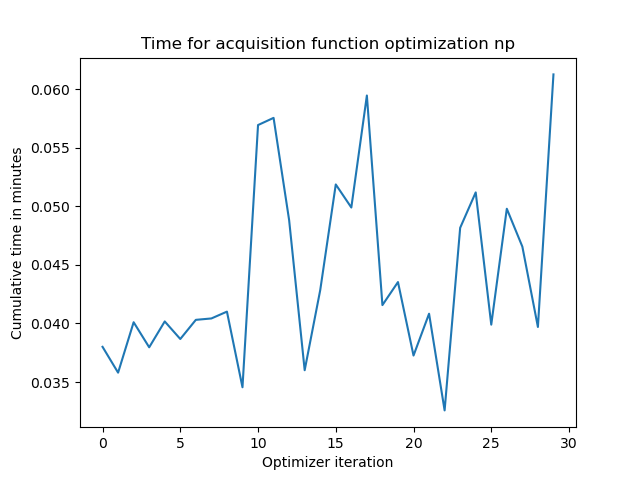 Time for acquisition function optimization np
Cumulative time in minutes
0.060
0.055
0.050
0.045
0.040
0.035
0 5 10 15 20 25 30
Optimizer iteration